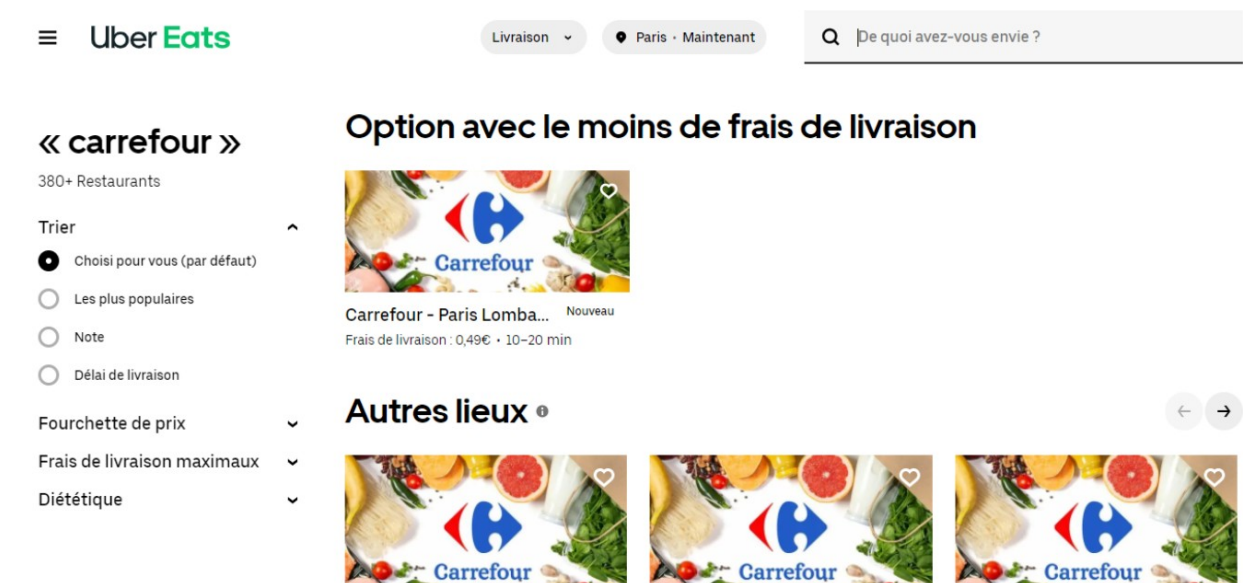 Uber Eats
Livraison
Paris • Maintenant
De quoi avez-vous envie ?
« carrefour »
380+ Restaurants
Trier
Choisi pour vous (par défaut)
Les plus populaires
Note
Délai de livraison
Fourchette de prix
Frais de livraison maximaux
Diététique
Option avec le moins de frais de livraison
Carrefour
Carrefour - Paris Lomba...
Nouveau
Frais de livraison : 0,49€ • 10–20 min
Autres lieux
Carrefour
Carrefour
Carrefour